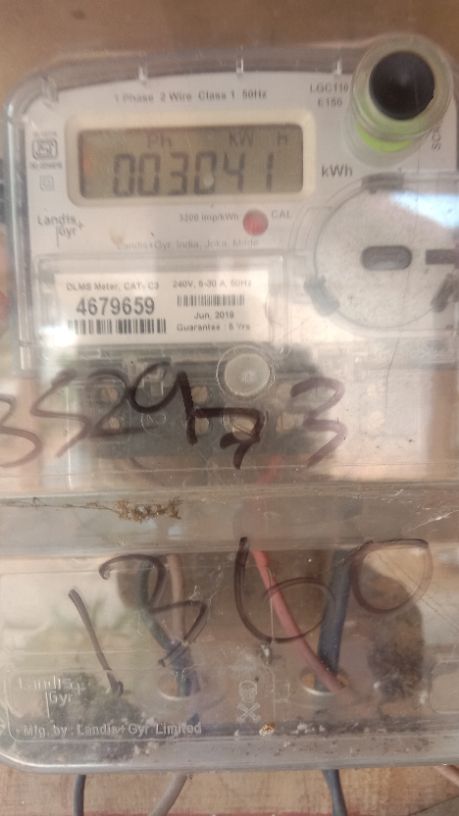 1 Phase 2 Wire Class 1 50Hz
LGC110
E150
Ph KW H
003041
kWh
Landis+
Gyr
3200 imp/kWh CAL
Landis+Gyr, India, Joka, Mode
DLMS Meter, CAT- C3 240V, 5-30 A, 50Hz
4679659
Jun, 2019
Guarantee : 5 Yrs
1360
Landis+
Gyr
Mfg. by : Landis+Gyr Limited